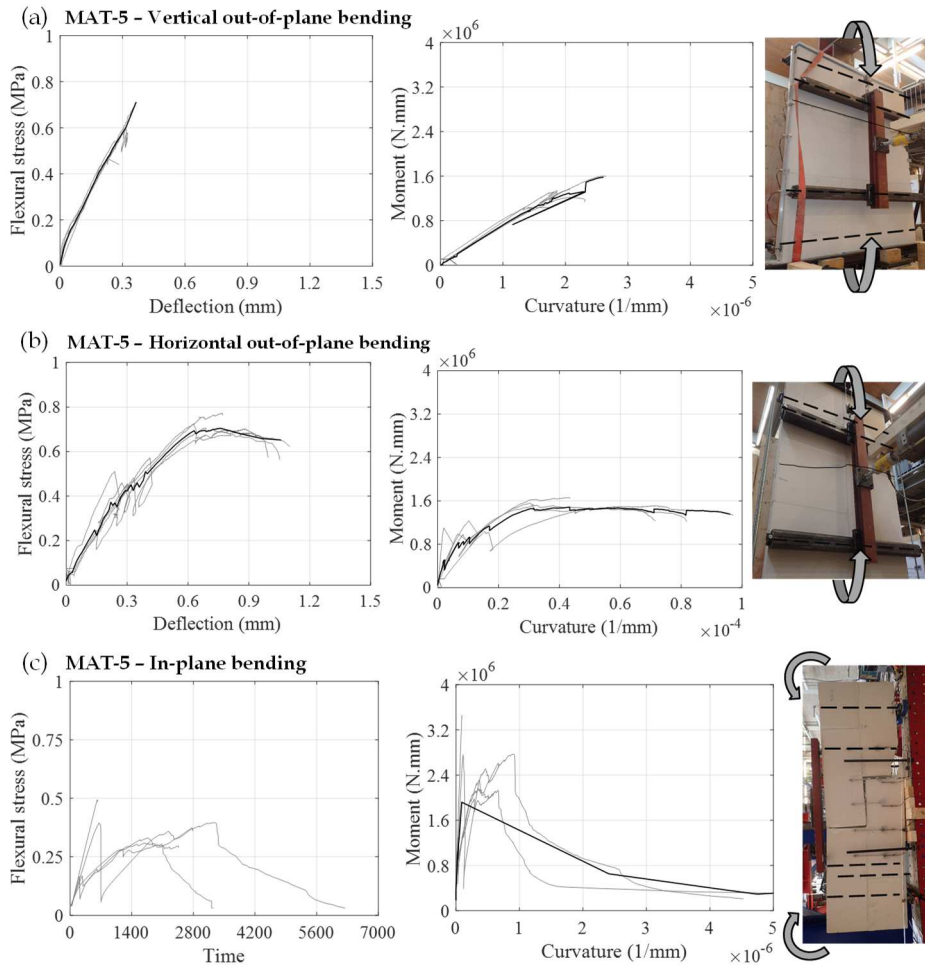 (a) MAT-5 – Vertical out-of-plane bending
Flexural stress (MPa)
1
0.8
0.6
0.4
0.2
0
0 0.3 0.6 0.9 1.2 1.5
Deflection (mm)
×10⁶
Moment (N.mm)
4
3.2
2.4
1.6
0.8
0
0 1 2 3 4 5
Curvature (1/mm) ×10⁻⁶
(b) MAT-5 – Horizontal out-of-plane bending
Flexural stress (MPa)
1
0.8
0.6
0.4
0.2
0
0 0.3 0.6 0.9 1.2 1.5
Deflection (mm)
×10⁶
Moment (N.mm)
4
3.2
2.4
1.6
0.8
0
0 0.2 0.4 0.6 0.8 1
Curvature (1/mm) ×10⁻⁴
(c) MAT-5 – In-plane bending
Flexural stress (MPa)
1
0.75
0.5
0.25
0
0 1400 2800 4200 5600 7000
Time
×10⁶
Moment (N.mm)
4
3.2
2.4
1.6
0.8
0
0 1 2 3 4 5
Curvature (1/mm) ×10⁻⁶